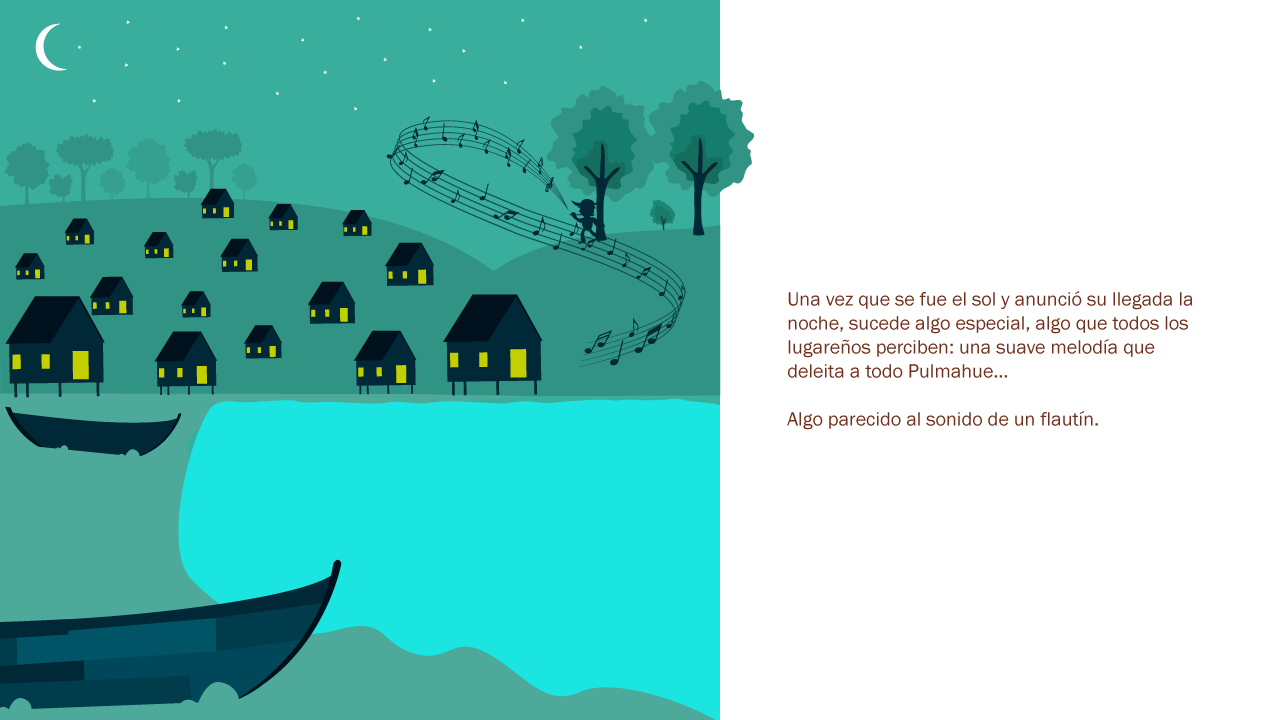 Una vez que se fue el sol y anunció su llegada la
noche, sucede algo especial, algo que todos los
lugareños perciben: una suave melodía que
deleita a todo Pulmahue...
Algo parecido al sonido de un flautín.